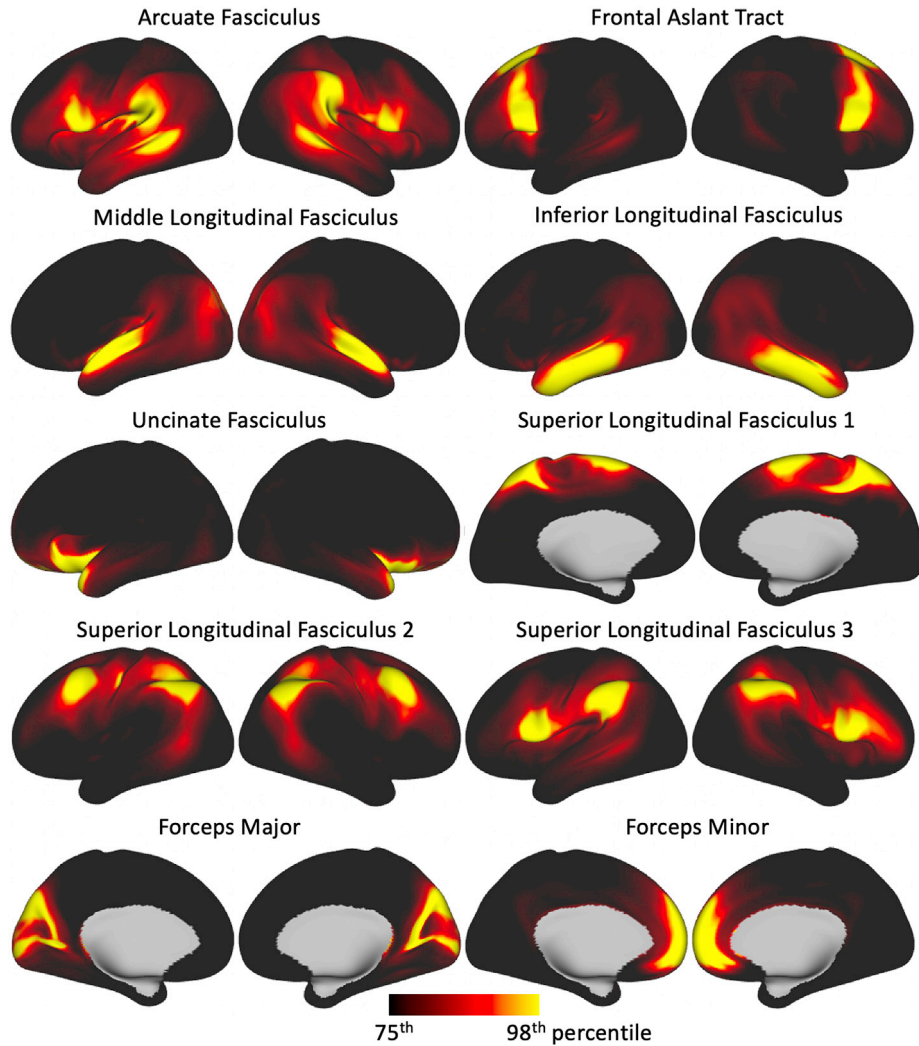 Arcuate Fasciculus
Frontal Aslant Tract
Middle Longitudinal Fasciculus
Inferior Longitudinal Fasciculus
Uncinate Fasciculus
Superior Longitudinal Fasciculus 1
Superior Longitudinal Fasciculus 2
Superior Longitudinal Fasciculus 3
Forceps Major
Forceps Minor
75th 98th percentile